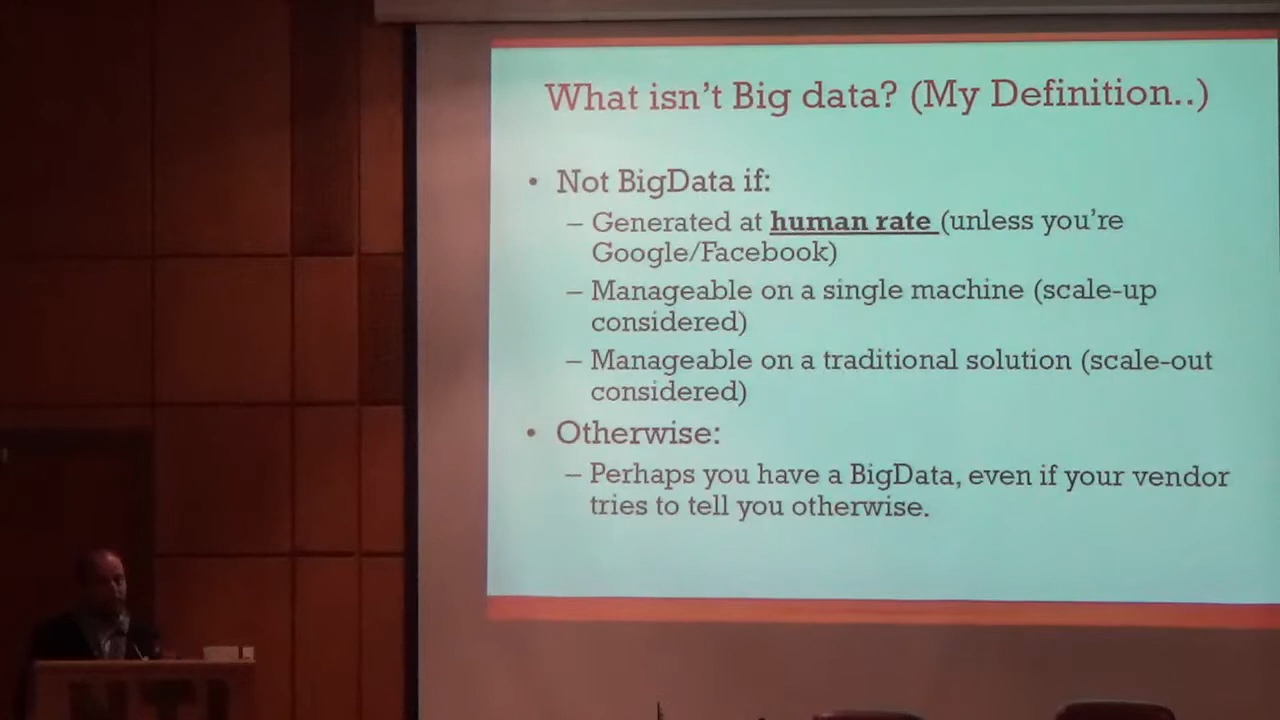 What isn't Big data? (My Definition..)
• Not BigData if:
– Generated at human rate (unless you're
Google/Facebook)
– Manageable on a single machine (scale-up
considered)
– Manageable on a traditional solution (scale-out
considered)
• Otherwise:
– Perhaps you have a BigData, even if your vendor
tries to tell you otherwise.